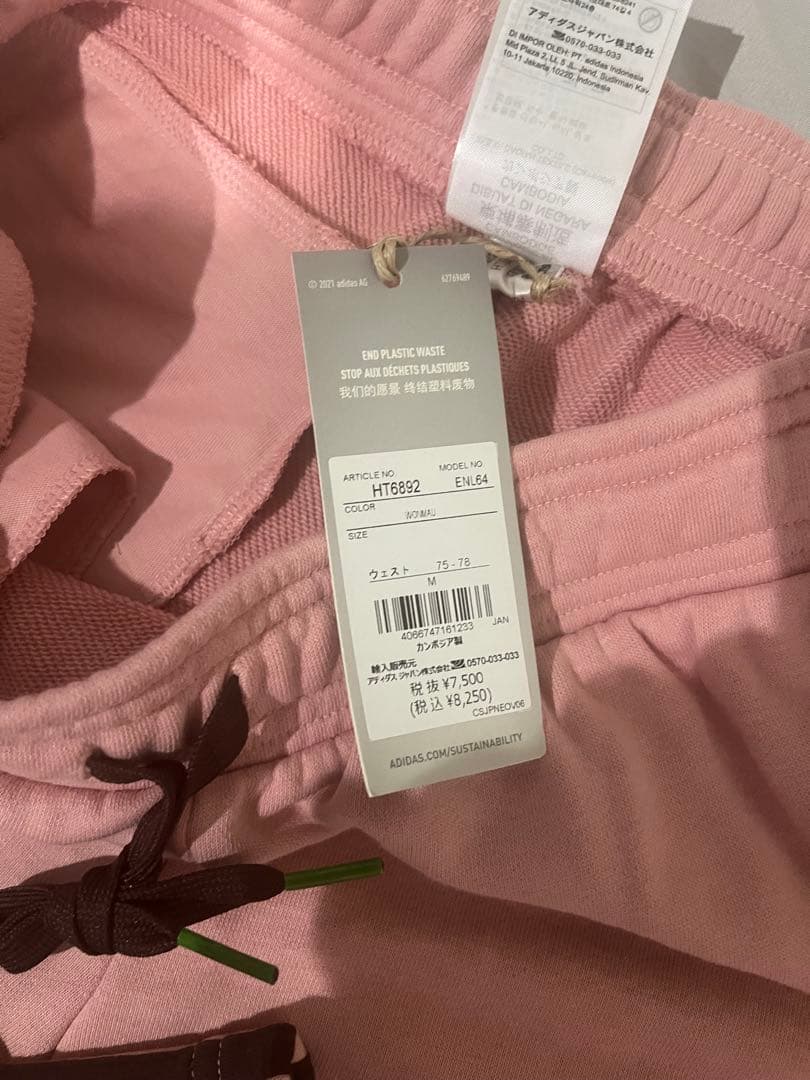 アディダスジャパン株式会社
0570-033-033
DI IMPOR OLEH: PT. adidas Indonesia
Mid Plaza 2, Lt. 5 JL. Jend. Sudirman Kav.
10-11 Jakarta 10220, Indonesia
CAMBODIA
DIBUAT DI NEGARA
© 2021 adidas AG
62769489
END PLASTIC WASTE
STOP AUX DÉCHETS PLASTIQUES
我们的愿景 终结塑料废物
ARTICLE NO. MODEL NO.
HT6892 ENL64
COLOR
WONMAU
SIZE
ウェスト 75-78
M
4066747161233 JAN
カンボジア製
輸入販売元
アディダス ジャパン株式会社 0570-033-033
税抜¥7,500
(税込¥8,250)
CSJPNEOV06
ADIDAS.COM/SUSTAINABILITY